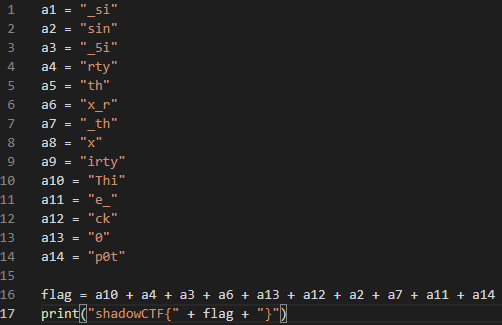 1 a1 = "_si"
2 a2 = "sin"
3 a3 = "_5i"
4 a4 = "rty"
5 a5 = "th"
6 a6 = "x_r"
7 a7 = "_th"
8 a8 = "x"
9 a9 = "irty"
10 a10 = "Thi"
11 a11 = "e_"
12 a12 = "ck"
13 a13 = "0"
14 a14 = "p0t"
15
16 flag = a10 + a4 + a3 + a6 + a13 + a12 + a2 + a7 + a11 + a14
17 print("shadowCTF{" + flag + "}")